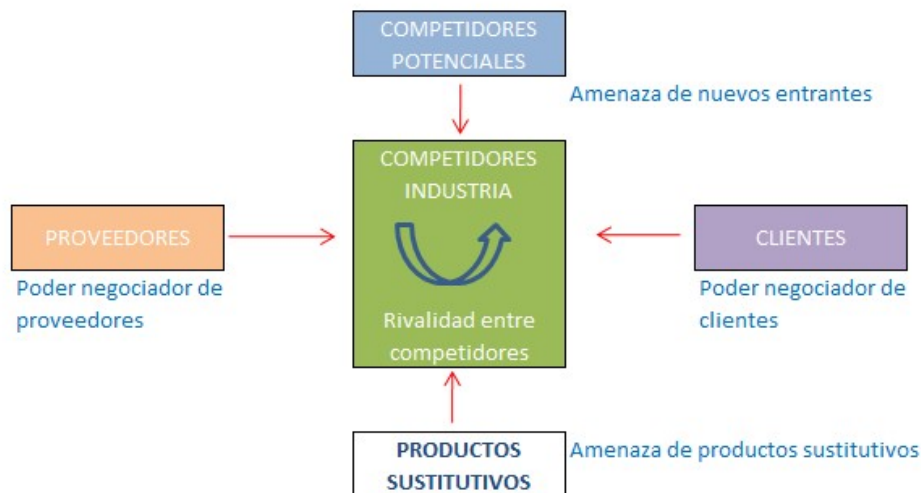 COMPETIDORES
POTENCIALES
Amenaza de nuevos entrantes
COMPETIDORES
INDUSTRIA
PROVEEDORES
CLIENTES
Poder negociador de
proveedores
Poder negociador de
clientes
Rivalidad entre
competidores
PRODUCTOS
SUSTITUTIVOS
Amenaza de productos sustitutivos